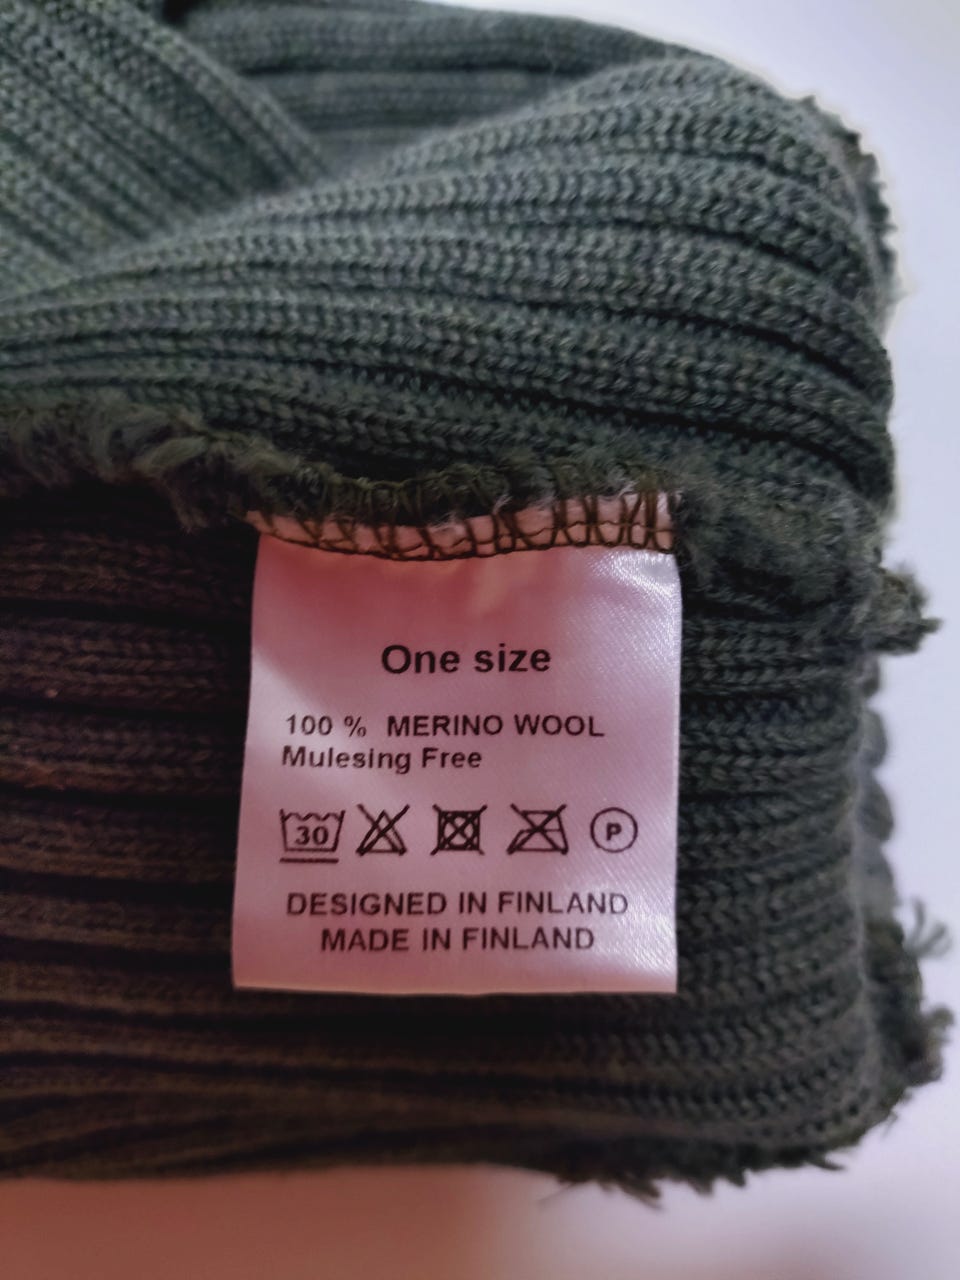 One size
100 % MERINO WOOL
Mulesing Free
30 P
DESIGNED IN FINLAND
MADE IN FINLAND